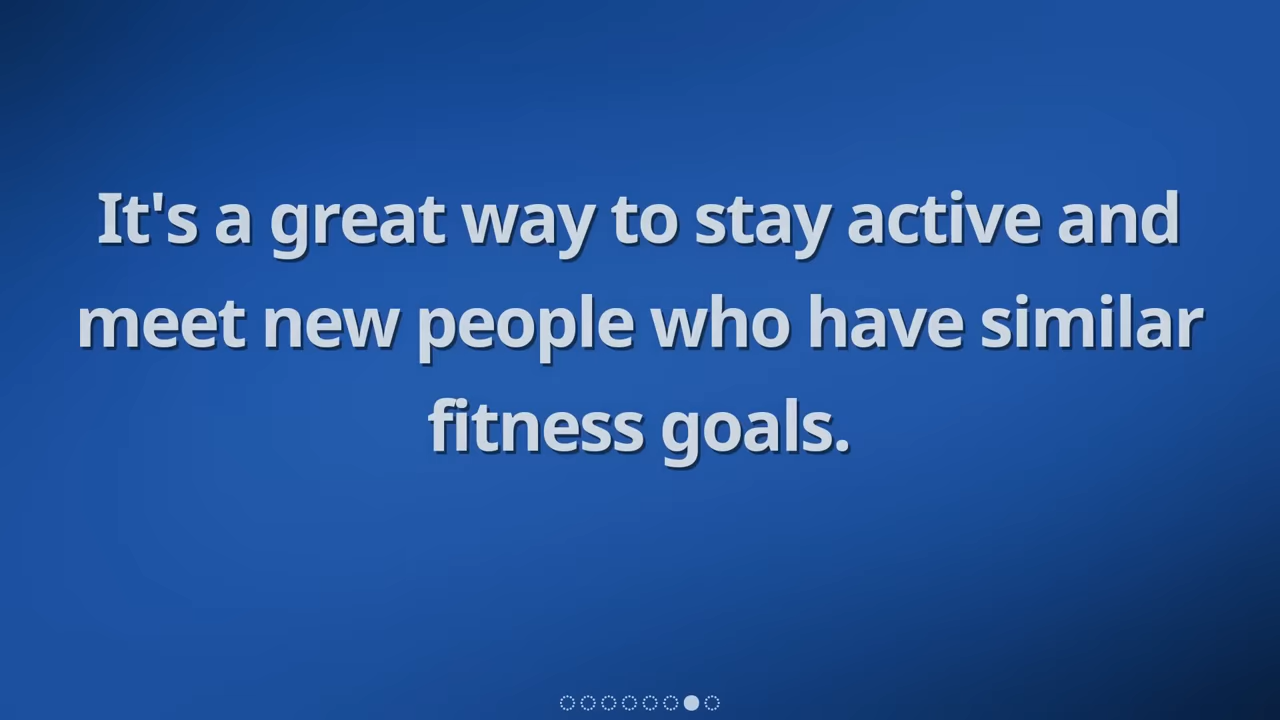 It's a great way to stay active and
meet new people who have similar
fitness goals.